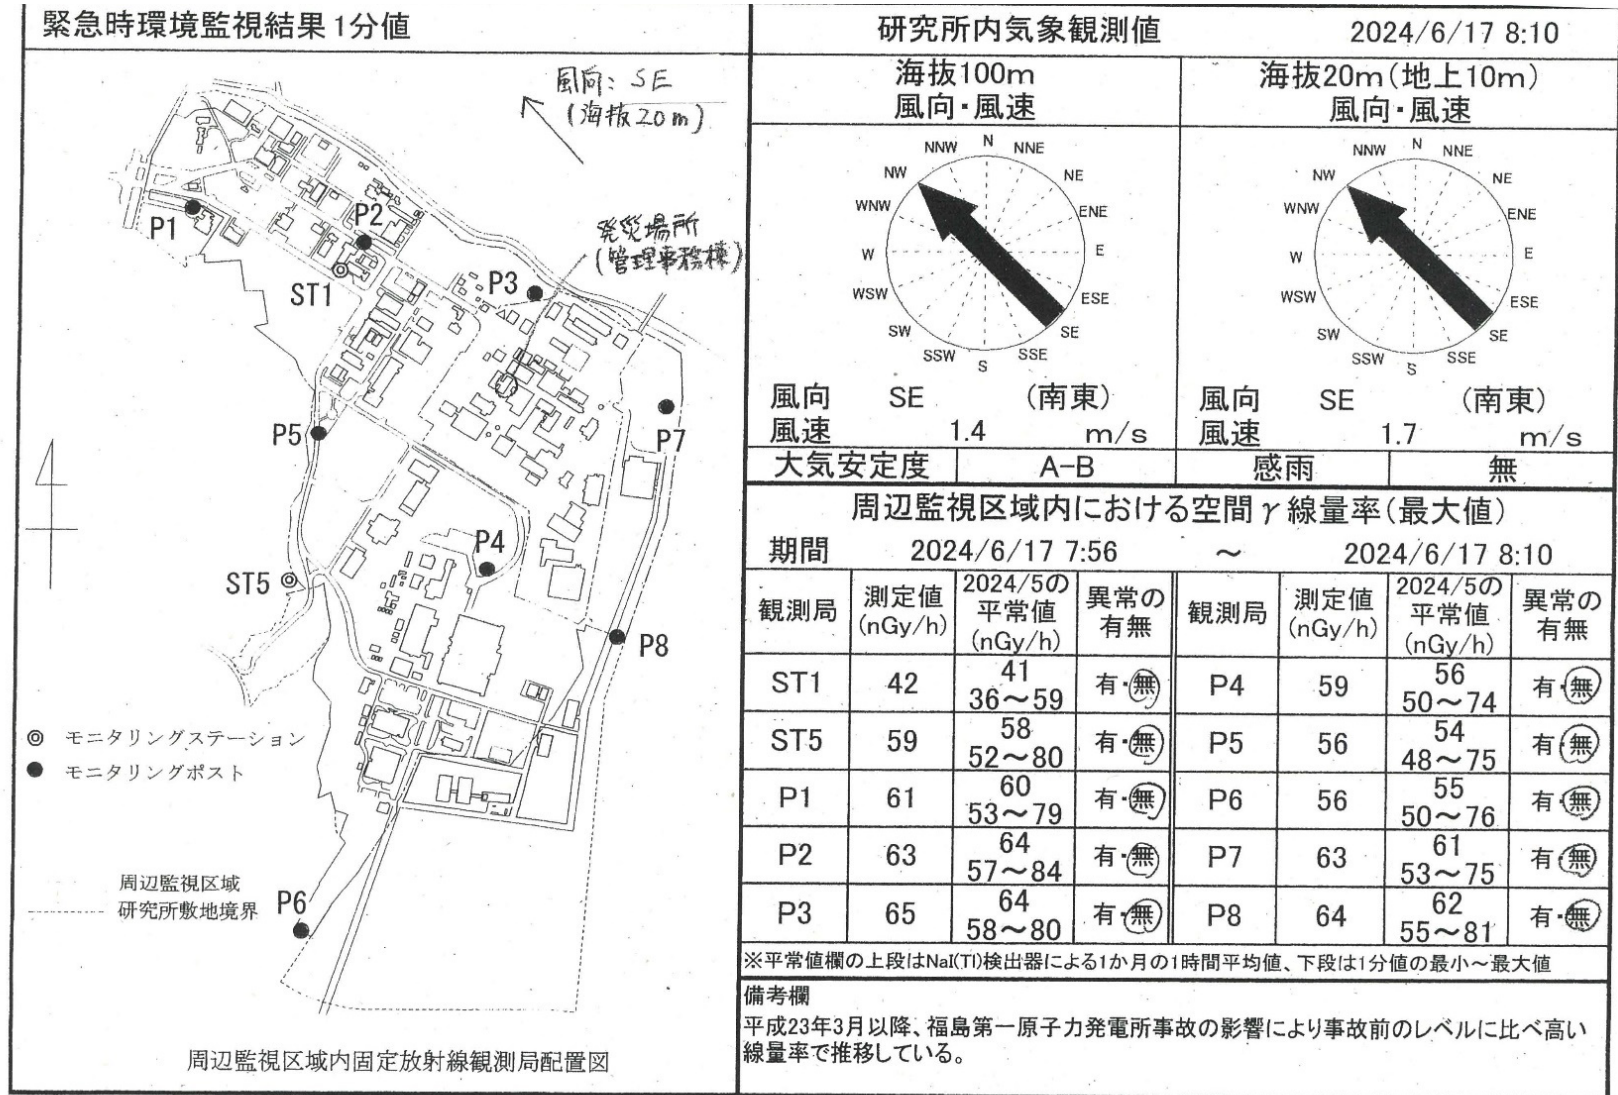 緊急時環境監視結果 1分値
風向: SE
(海抜20m)
発災場所
(管理事務棟)
P1
P2
ST1
P3
P5
P7
P4
ST5
P8
P6
◎ モニタリングステーション
● モニタリングポスト
周辺監視区域
研究所敷地境界
周辺監視区域内固定放射線観測局配置図
研究所内気象観測値 2024/6/17 8:10
海抜100m
風向・風速
N
NNE
NE
ENE
E
ESE
SE
SSE
S
SSW
SW
WSW
W
WNW
NW
NNW
風向 SE (南東)
風速 1.4 m/s
海抜20m(地上10m)
風向・風速
N
NNE
NE
ENE
E
ESE
SE
SSE
S
SSW
SW
WSW
W
WNW
NW
NNW
風向 SE (南東)
風速 1.7 m/s
大気安定度 A-B 感雨 無
周辺監視区域内における空間γ線量率(最大値)
期間 2024/6/17 7:56 ~ 2024/6/17 8:10
観測局 測定値(nGy/h) 2024/5の平常値(nGy/h) 異常の有無 観測局 測定値(nGy/h) 2024/5の平常値(nGy/h) 異常の有無
ST1 42 41 36~59 有・無 P4 59 56 50~74 有・無
ST5 59 58 52~80 有・無 P5 56 54 48~75 有・無
P1 61 60 53~79 有・無 P6 56 55 50~76 有・無
P2 63 64 57~84 有・無 P7 63 61 53~75 有・無
P3 65 64 58~80 有・無 P8 64 62 55~81 有・無
※平常値欄の上段はNaI(Tl)検出器による1か月の1時間平均値、下段は1分値の最小~最大値
備考欄
平成23年3月以降、福島第一原子力発電所事故の影響により事故前のレベルに比べ高い
線量率で推移している。